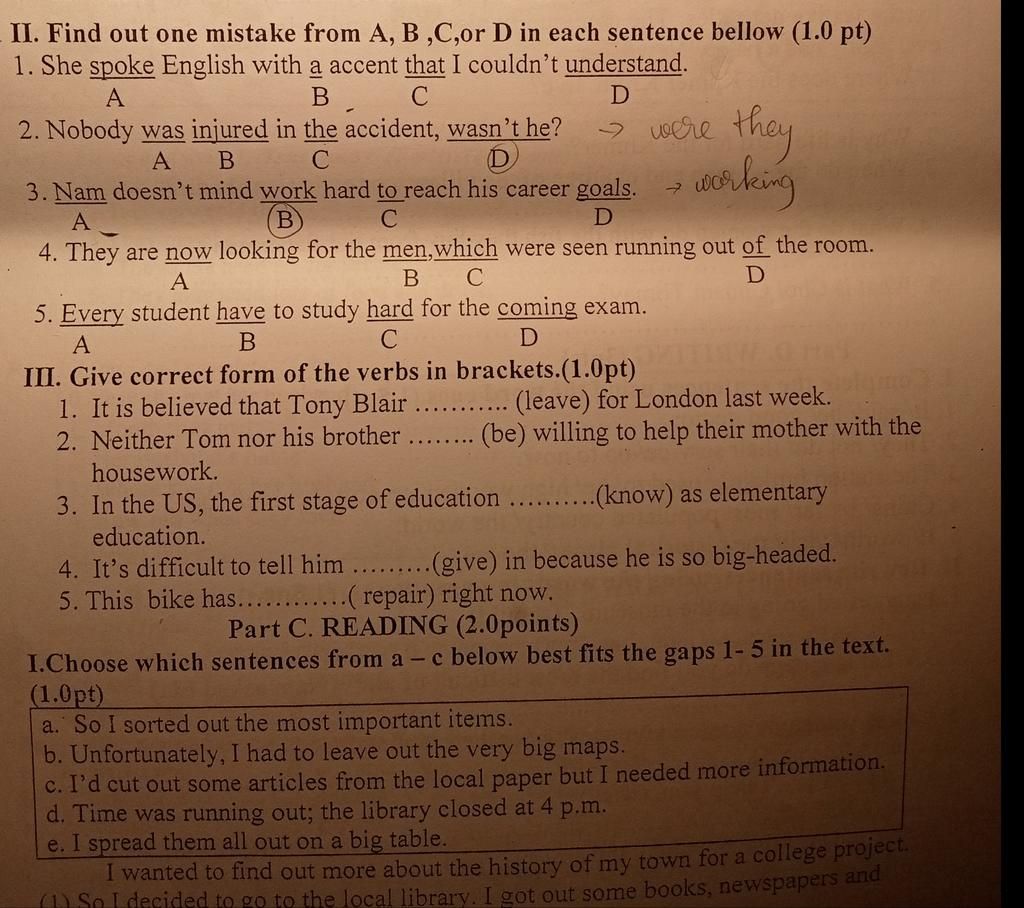 II. Find out one mistake from A, B ,C,or D in each sentence bellow (1.0 pt)
1. She spoke English with a accent that I couldn't understand.
A B C D
2. Nobody was injured in the accident, wasn't he? → were they
A B C D
3. Nam doesn't mind work hard to reach his career goals. → working
A B C D
4. They are now looking for the men,which were seen running out of the room.
A B C D
5. Every student have to study hard for the coming exam.
A B C D
III. Give correct form of the verbs in brackets.(1.0pt)
1. It is believed that Tony Blair ........... (leave) for London last week.
2. Neither Tom nor his brother ........ (be) willing to help their mother with the
housework.
3. In the US, the first stage of education ..........(know) as elementary
education.
4. It's difficult to tell him .........(give) in because he is so big-headed.
5. This bike has.............( repair) right now.
Part C. READING (2.0points)
I.Choose which sentences from a – c below best fits the gaps 1- 5 in the text.
(1.0pt)
a. So I sorted out the most important items.
b. Unfortunately, I had to leave out the very big maps.
c. I'd cut out some articles from the local paper but I needed more information.
d. Time was running out; the library closed at 4 p.m.
e. I spread them all out on a big table.
I wanted to find out more about the history of my town for a college project.
(1) So I decided to go to the local library. I got out some books, newspapers and